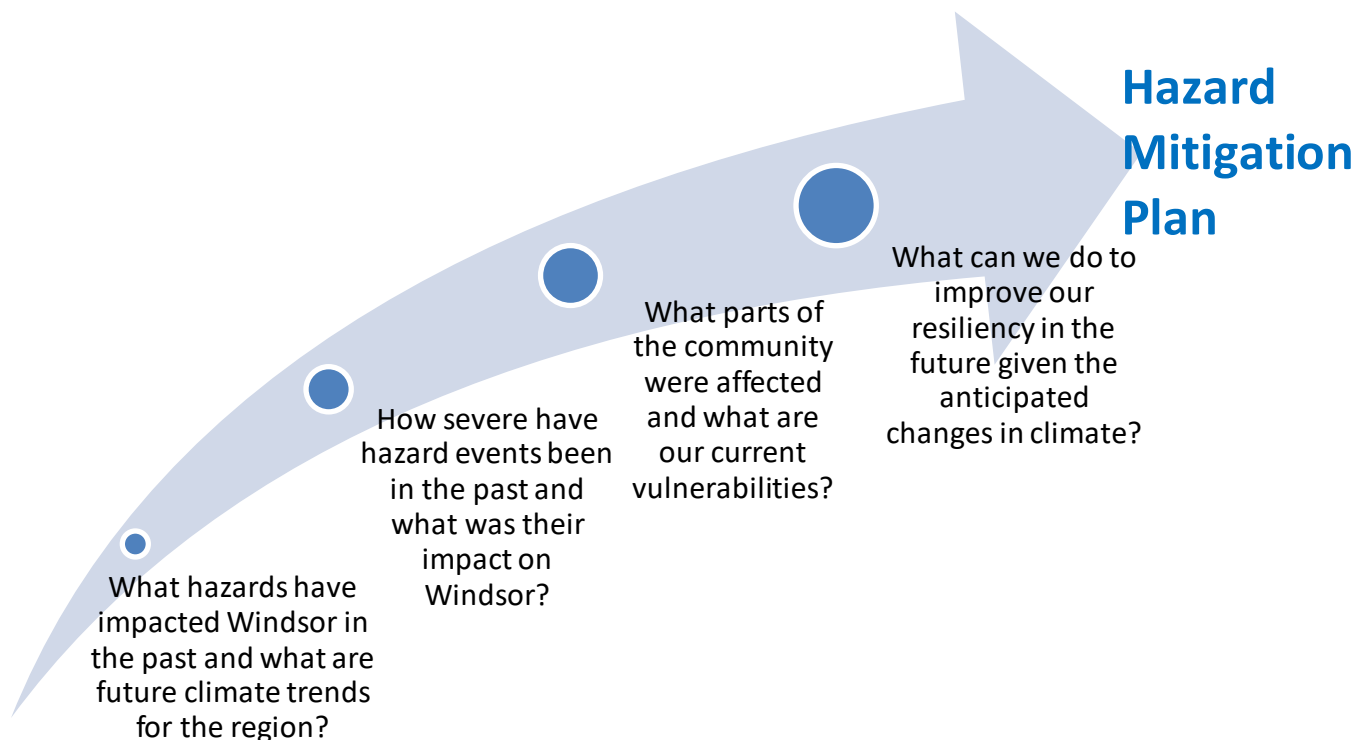 What hazards have
impacted Windsor in
the past and what are
future climate trends
for the region?
How severe have
hazard events been
in the past and
what was their
impact on
Windsor?
What parts of
the community
were affected
and what are
our current
vulnerabilities?
What can we do to
improve our
resiliency in the
future given the
anticipated
changes in climate?
Hazard
Mitigation
Plan